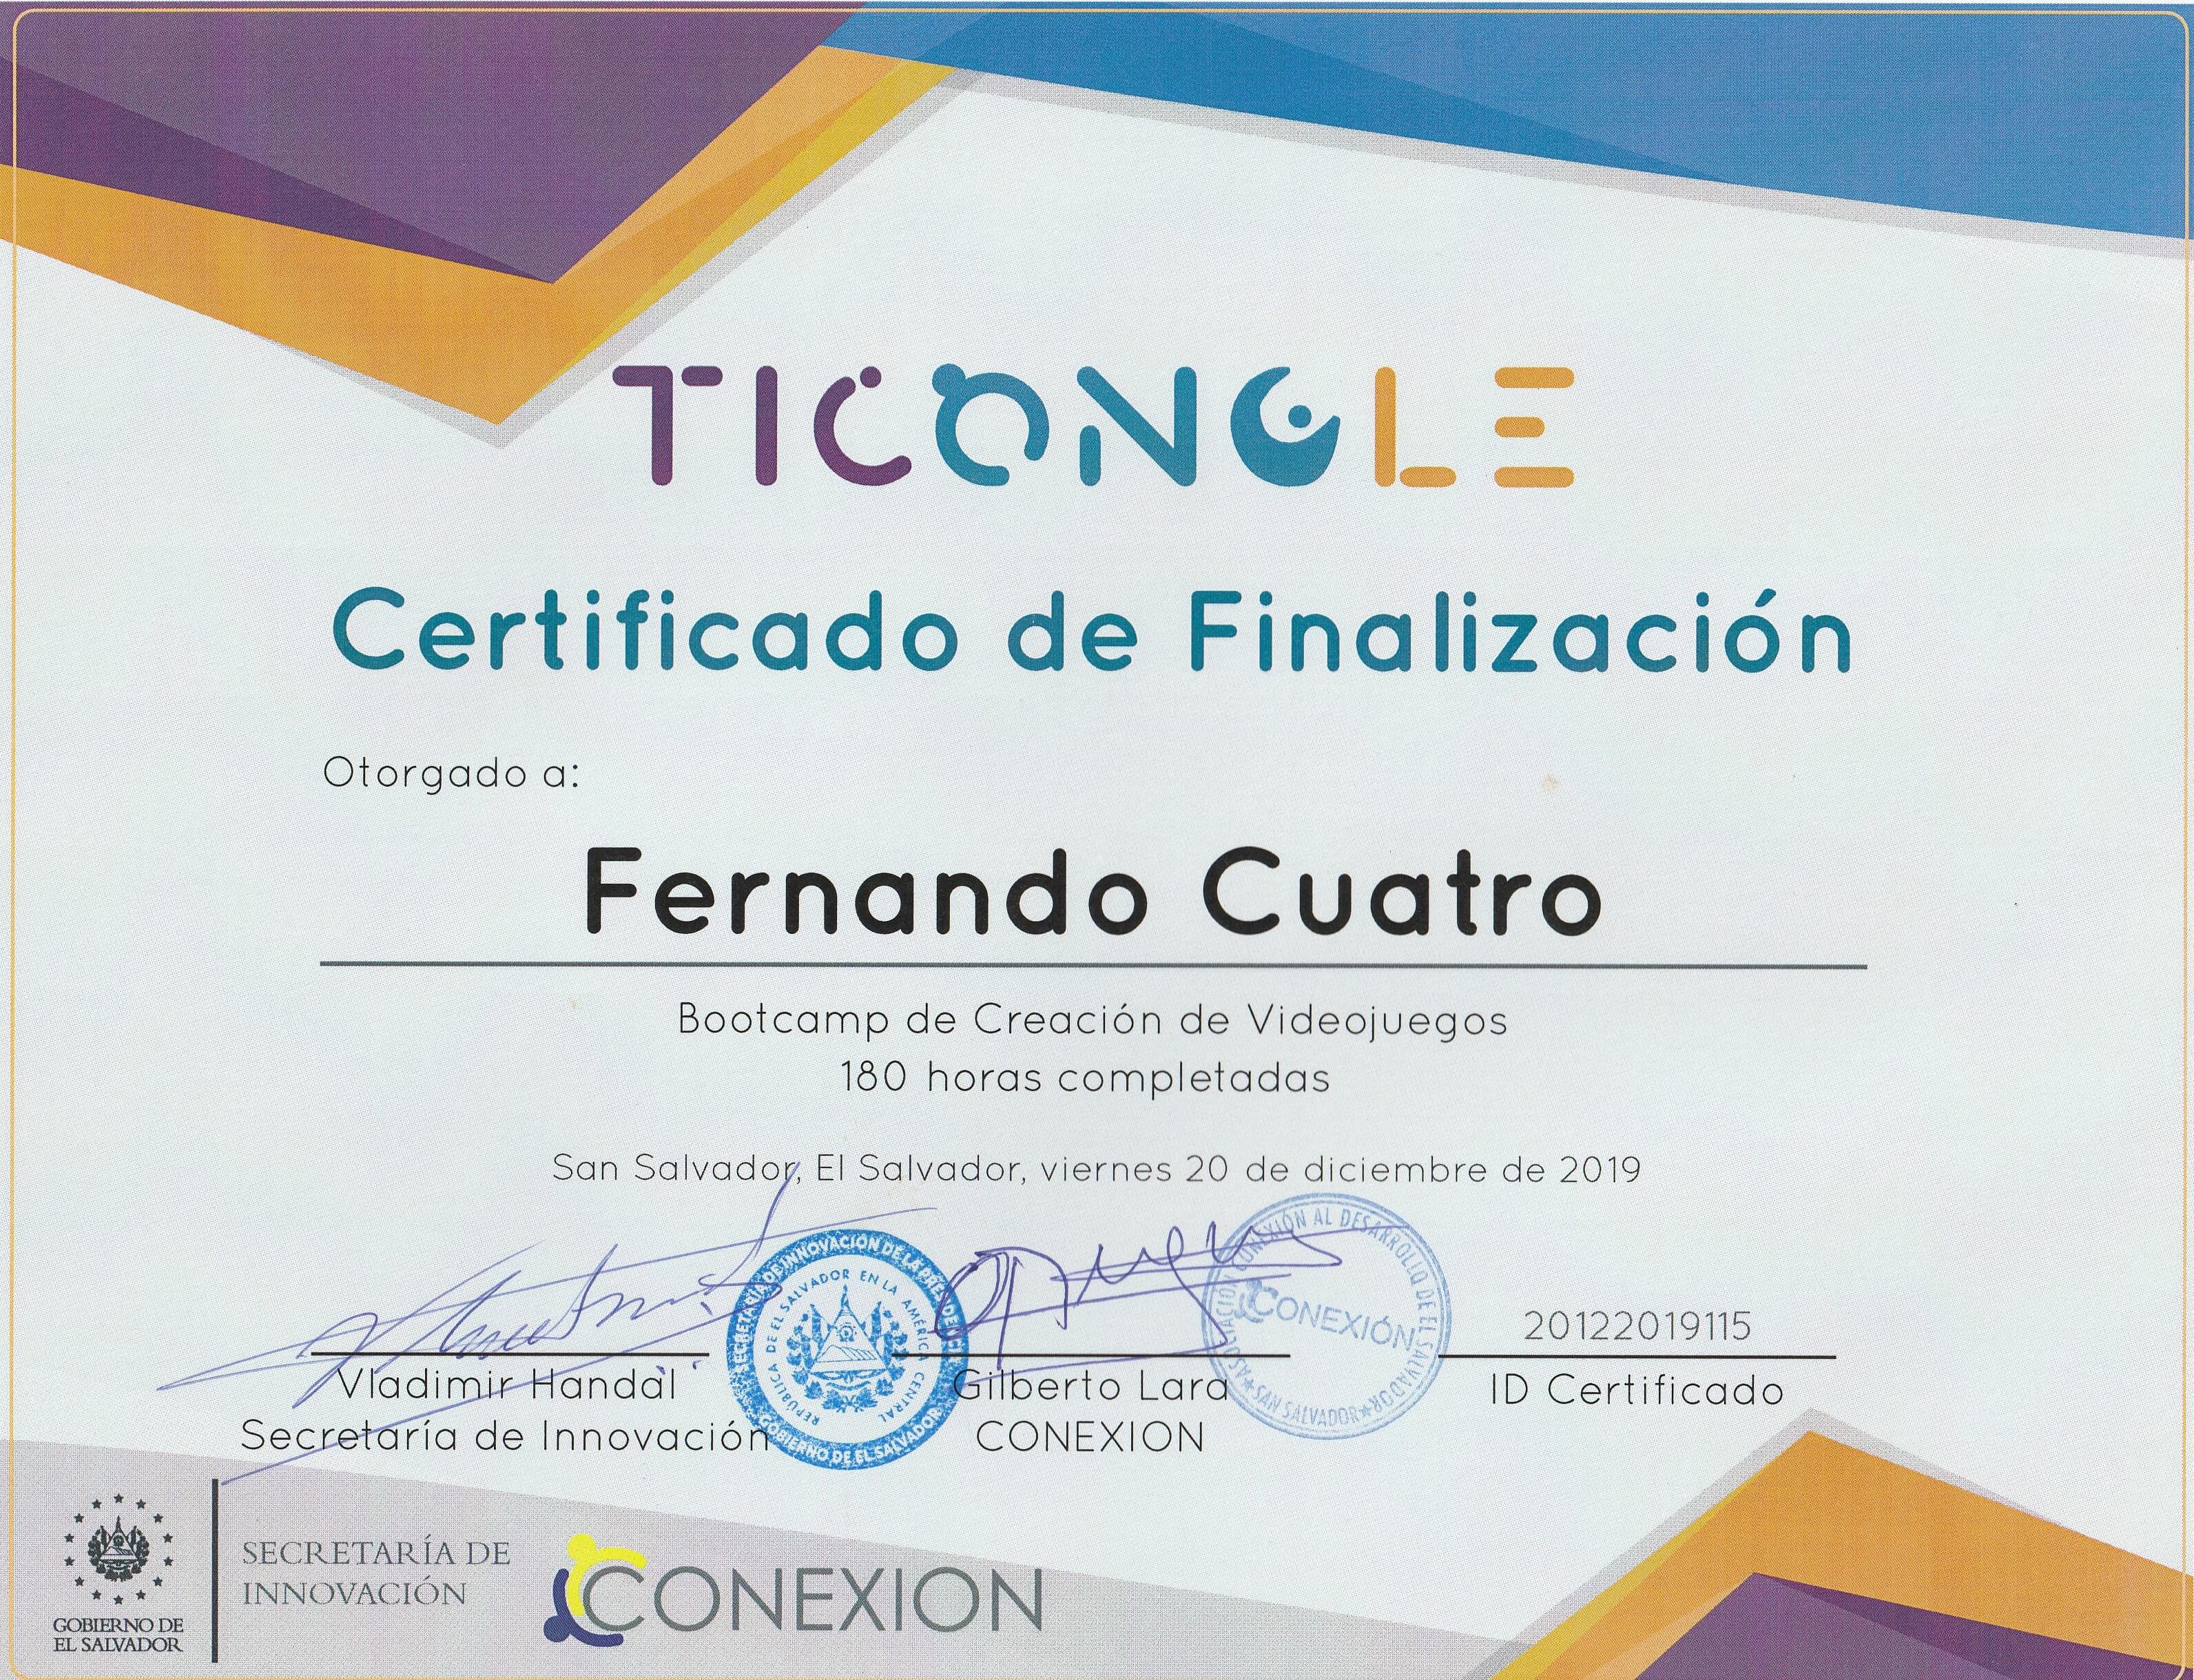 TICONGLE
Certificado de Finalización
Otorgado a:
Fernando Cuatro
Bootcamp de Creación de Videojuegos
180 horas completadas
San Salvador, El Salvador, viernes 20 de diciembre de 2019
SECRETARÍA DE INNOVACIÓN DE LA PRESIDENCIA
REPÚBLICA DE EL SALVADOR EN LA AMÉRICA CENTRAL
GOBIERNO DE EL SALVADOR
ASOCIACIÓN CONEXIÓN AL DESARROLLO DE EL SALVADOR
CONEXIÓN
SAN SALVADOR
20122019115
Vladimir Handal
Secretaría de Innovación
Gilberto Lara
CONEXION
ID Certificado
GOBIERNO DE
EL SALVADOR
SECRETARÍA DE
INNOVACIÓN
CONEXION